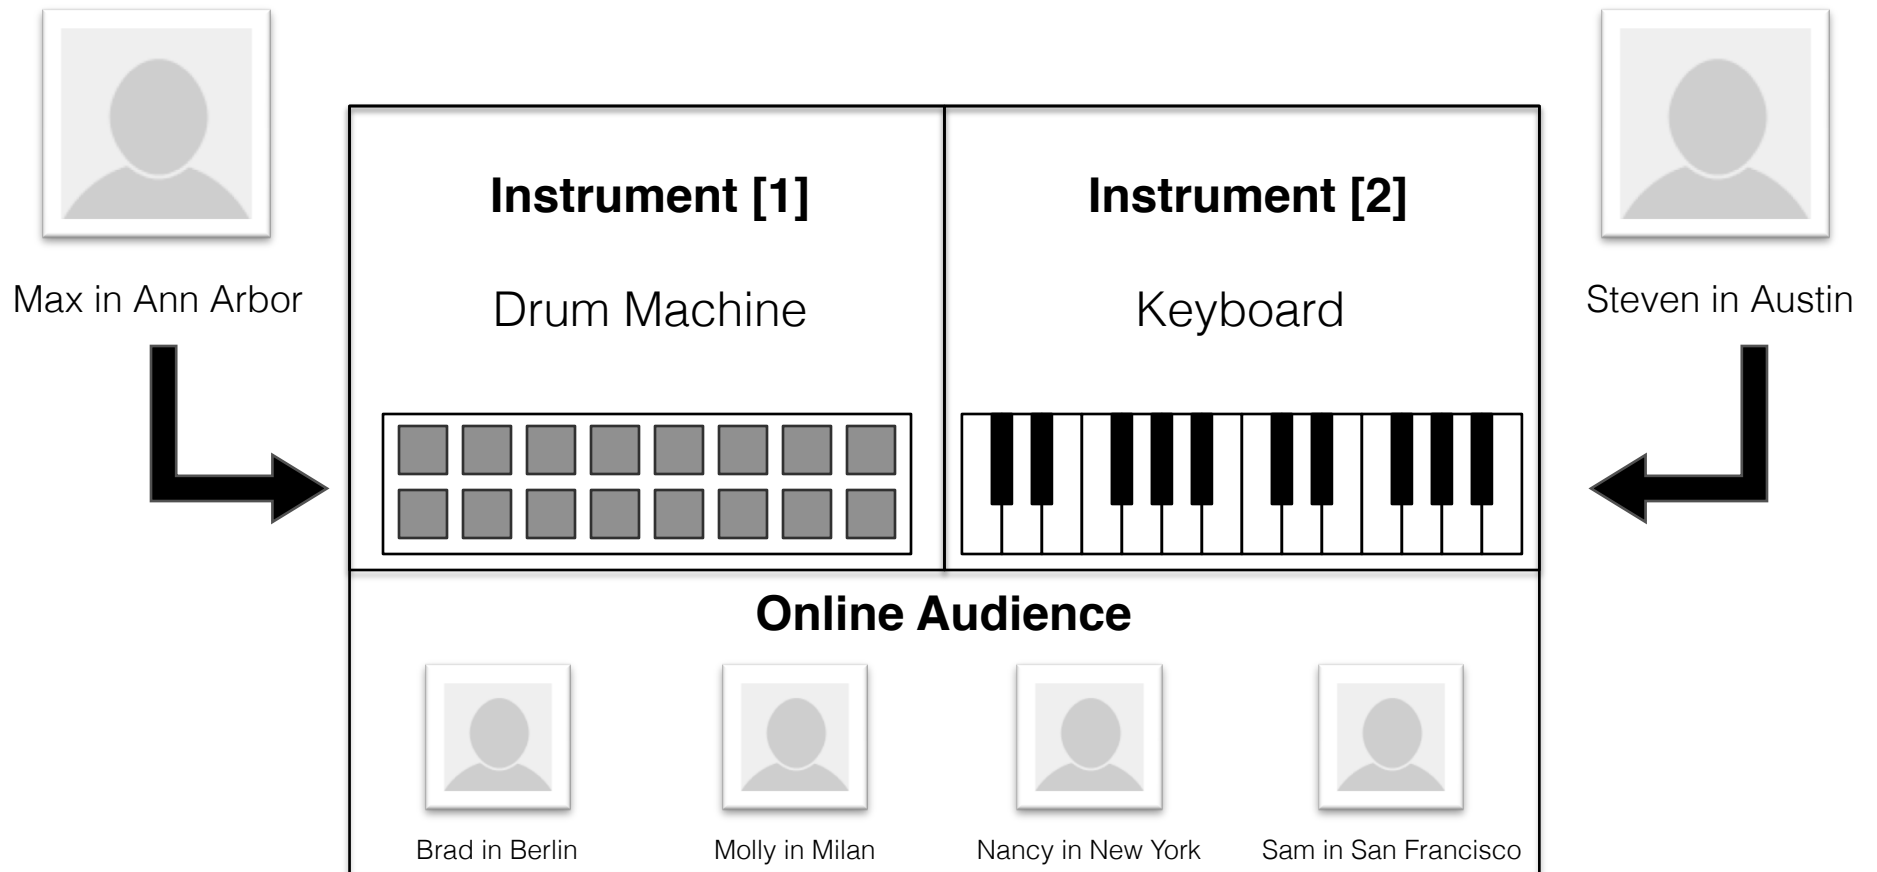 Max in Ann Arbor
Steven in Austin
Instrument [1]
Drum Machine
Instrument [2]
Keyboard
Online Audience
Brad in Berlin
Molly in Milan
Nancy in New York
Sam in San Francisco